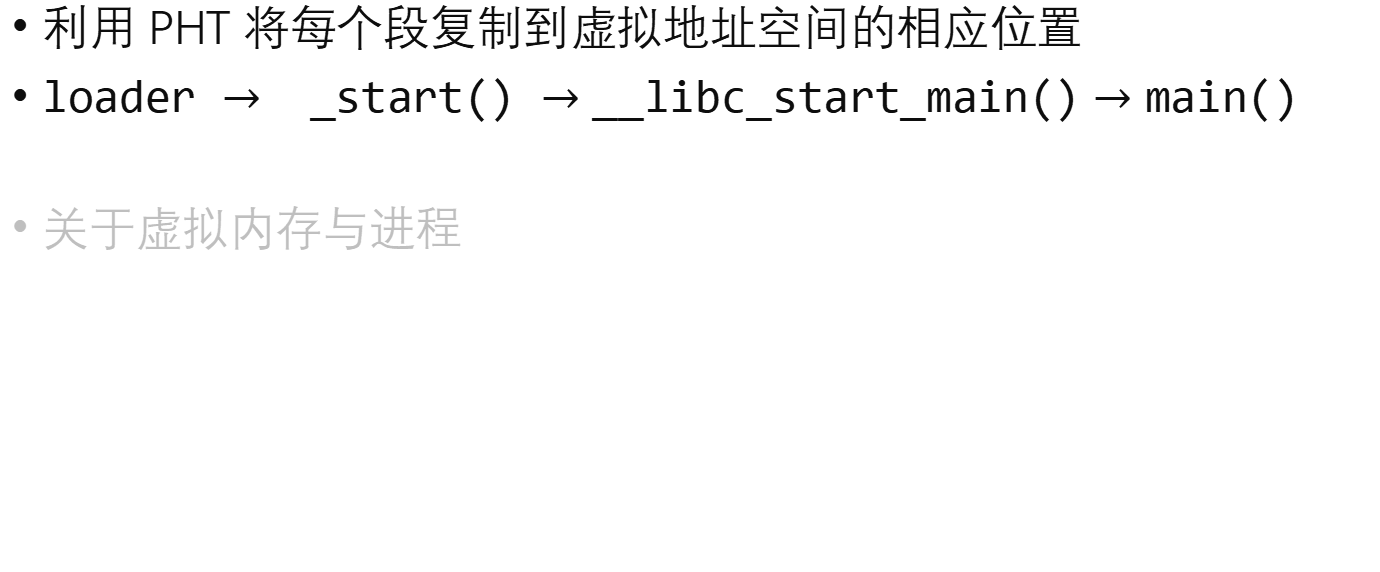 • 利用 PHT 将每个段复制到虚拟地址空间的相应位置
• loader → _start() → __libc_start_main() → main()
• 关于虚拟内存与进程